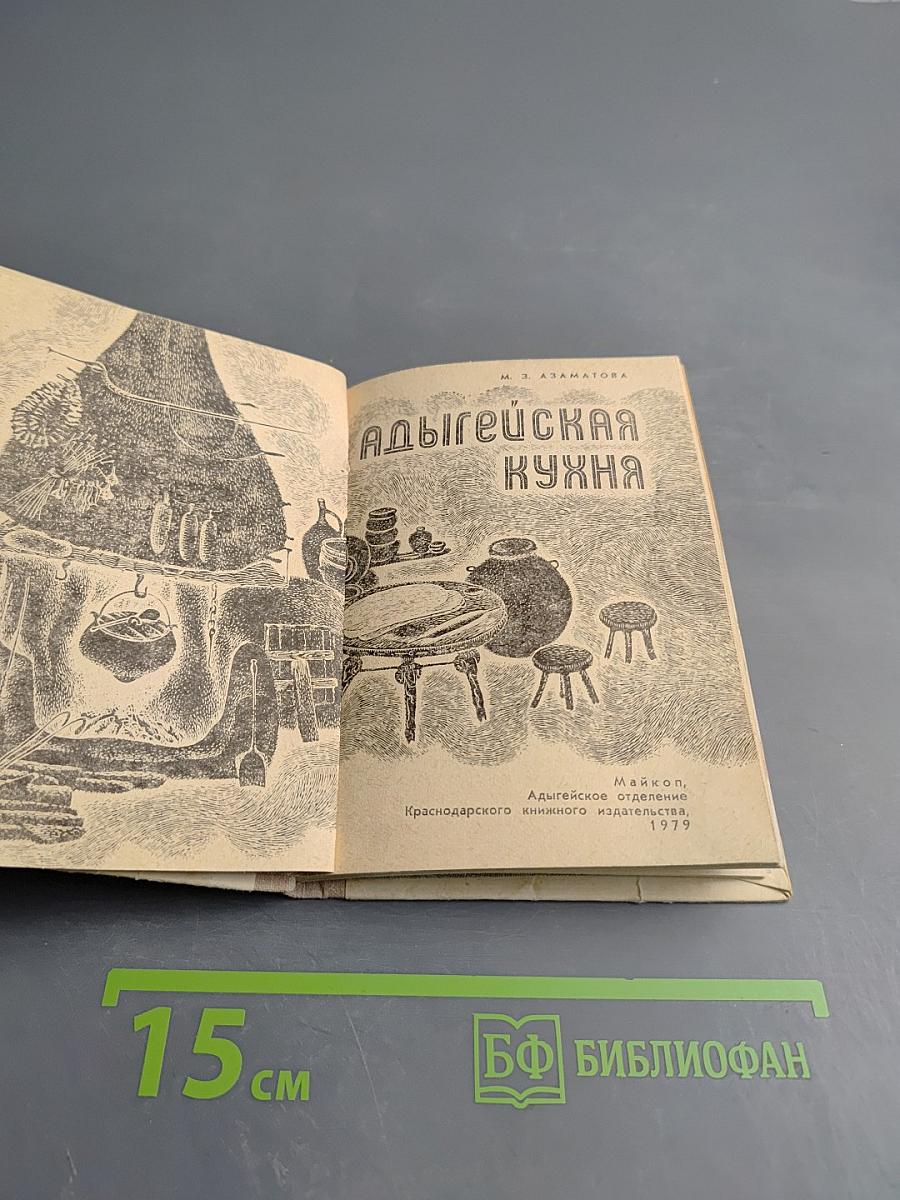 М. З. АЗАМАТОВА
АДЫГЕЙСКАЯ
КУХНЯ
Майкоп,
Адыгейское отделение
Краснодарского книжного издательства,
1979
15 см
БФ БИБЛИОФАН